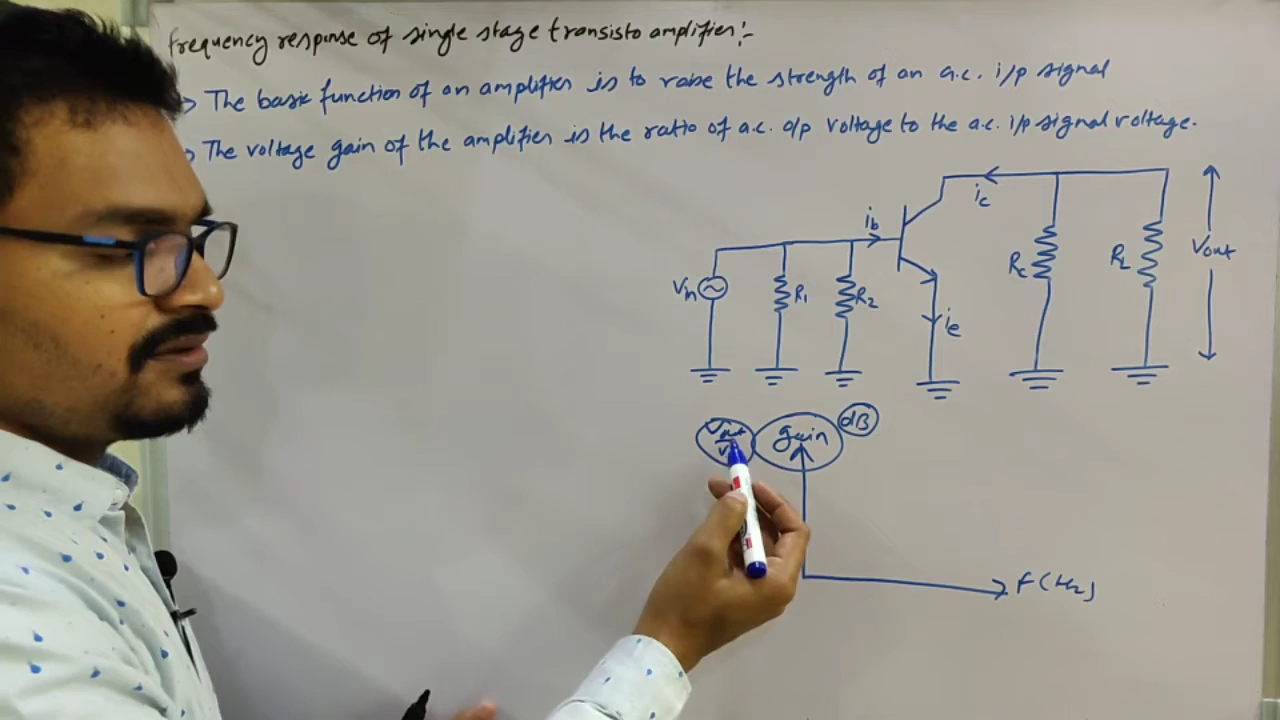 frequency response of single stage transisto amplifier:-
> The basic function of an amplifier is to raise the strength of an a.c. i/p signal
> The voltage gain of the amplifier is the ratio of a.c. o/p voltage to the a.c. i/p signal voltage.
ic
ib
Vin
R1
R2
Rc
RL
Vout
ie
Vout
V
gain
dB
F(Hz)